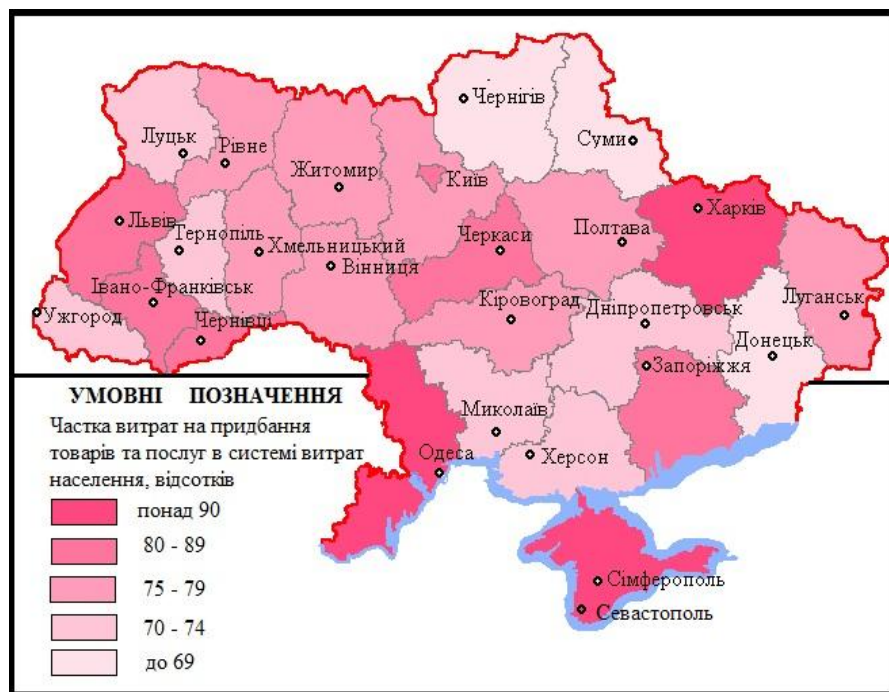 Чернігів
Луцьк
Суми
Рівне
Житомир
Київ
Львів
Харків
Тернопіль
Черкаси
Полтава
Хмельницький
Вінниця
Івано-Франківськ
Кіровоград
Дніпропетровськ
Луганськ
Ужгород
Чернівці
Донецьк
Запоріжжя
УМОВНІ ПОЗНАЧЕННЯ
Миколаїв
Частка витрат на придбання
товарів та послуг в системі витрат
населення, відсотків
Одеса
Херсон
понад 90
80 - 89
75 - 79
70 - 74
до 69
Сімферополь
Севастополь